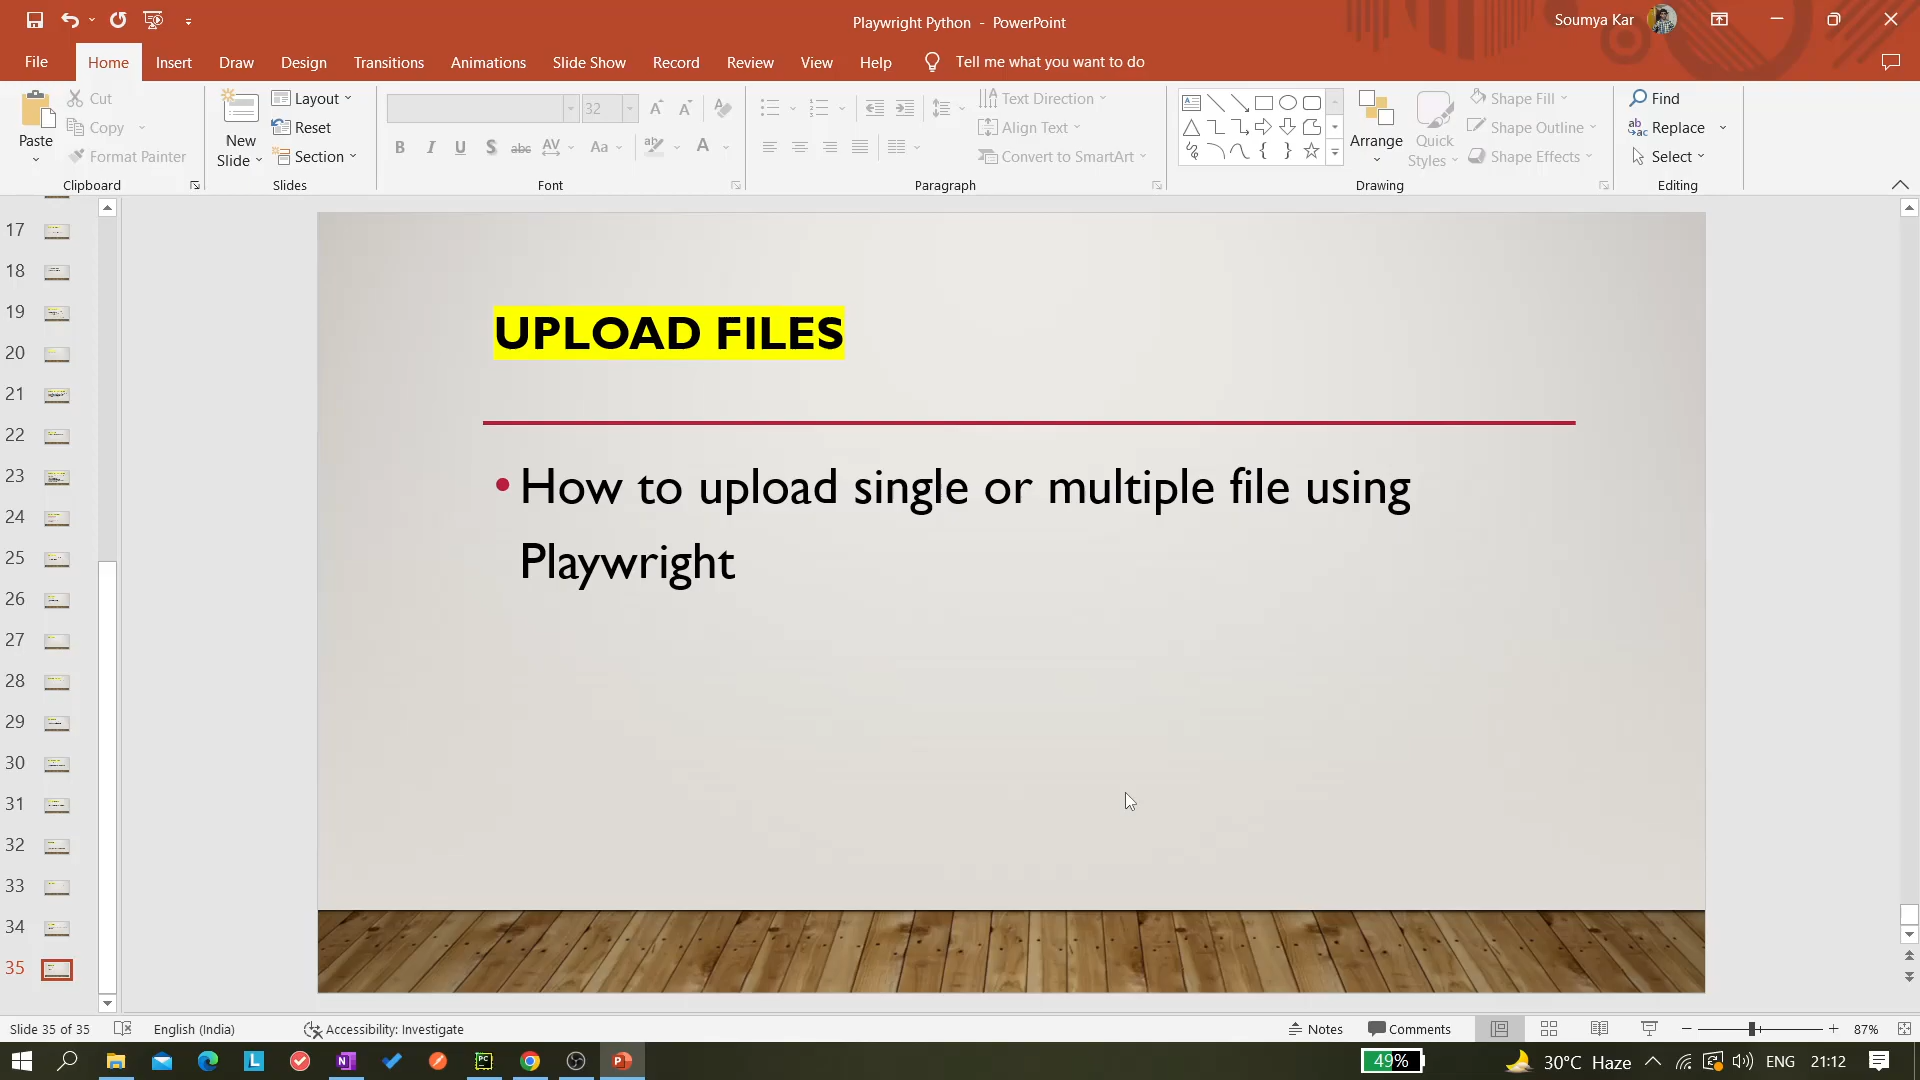 Playwright Python - PowerPoint
Soumya Kar
File Home Insert Draw Design Transitions Animations Slide Show Record Review View Help Tell me what you want to do
Paste
Cut
Copy
Format Painter
Clipboard
New Slide
Layout
Reset
Section
Slides
32
B I U S abc AV Aa A
Font
Text Direction
Align Text
Convert to SmartArt
Paragraph
Arrange
Quick Styles
Shape Fill
Shape Outline
Shape Effects
Drawing
Find
Replace
Select
Editing
17
18
19
20
21
22
23
24
25
26
27
28
29
30
31
32
33
34
35
UPLOAD FILES
• How to upload single or multiple file using
Playwright
Slide 35 of 35 English (India) Accessibility: Investigate Notes Comments 87%
49% 30°C Haze ENG 21:12